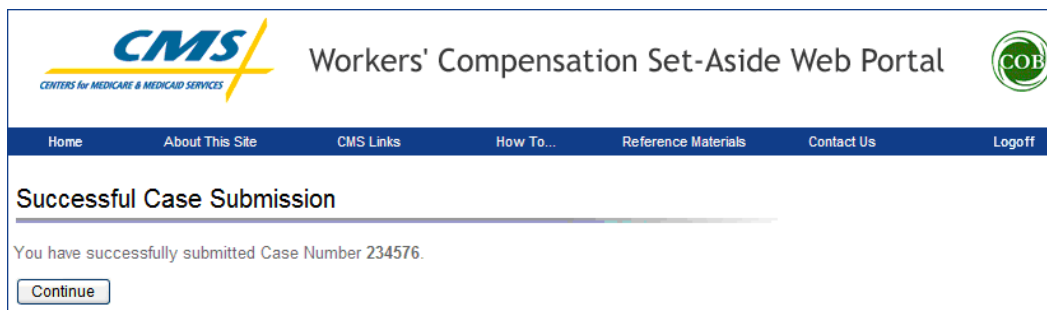 CMS
CENTERS for MEDICARE & MEDICAID SERVICES
Workers' Compensation Set-Aside Web Portal
COB
Home About This Site CMS Links How To... Reference Materials Contact Us Logoff
Successful Case Submission
You have successfully submitted Case Number 234576.
Continue